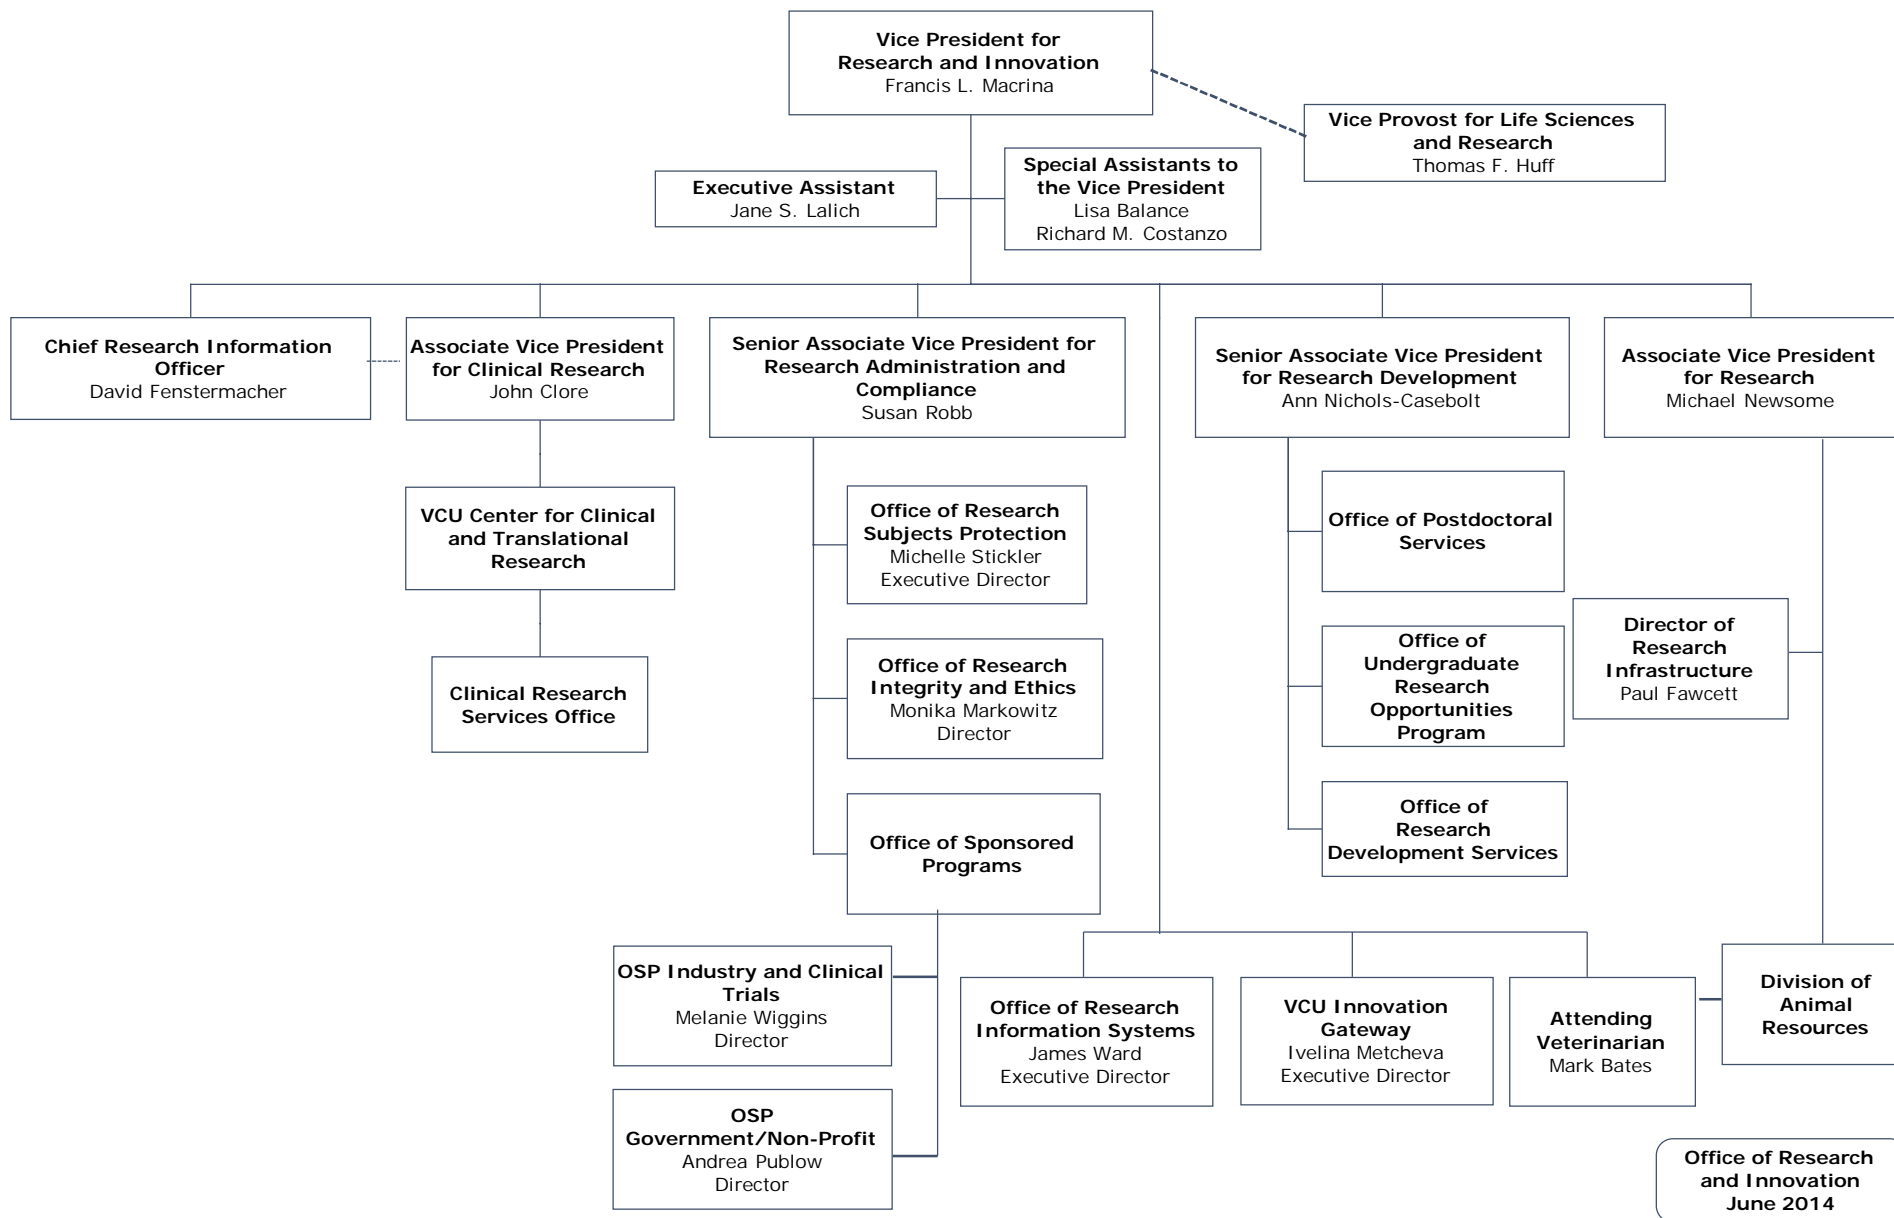 Vice President for
Research and Innovation
Francis L. Macrina
Vice Provost for Life Sciences
and Research
Thomas F. Huff
Executive Assistant
Jane S. Lalich
Special Assistants to
the Vice President
Lisa Balance
Richard M. Costanzo
Chief Research Information
Officer
David Fenstermacher
Associate Vice President
for Clinical Research
John Clore
Senior Associate Vice President for
Research Administration and
Compliance
Susan Robb
Senior Associate Vice President
for Research Development
Ann Nichols-Casebolt
Associate Vice President
for Research
Michael Newsome
VCU Center for Clinical
and Translational
Research
Clinical Research
Services Office
Office of Research
Subjects Protection
Michelle Stickler
Executive Director
Office of Research
Integrity and Ethics
Monika Markowitz
Director
Office of Sponsored
Programs
Office of Postdoctoral
Services
Office of
Undergraduate
Research
Opportunities
Program
Office of
Research
Development Services
Director of
Research
Infrastructure
Paul Fawcett
OSP Industry and Clinical
Trials
Melanie Wiggins
Director
OSP
Government/Non-Profit
Andrea Publow
Director
Office of Research
Information Systems
James Ward
Executive Director
VCU Innovation
Gateway
Ivelina Metcheva
Executive Director
Attending
Veterinarian
Mark Bates
Division of
Animal
Resources
Office of Research
and Innovation
June 2014